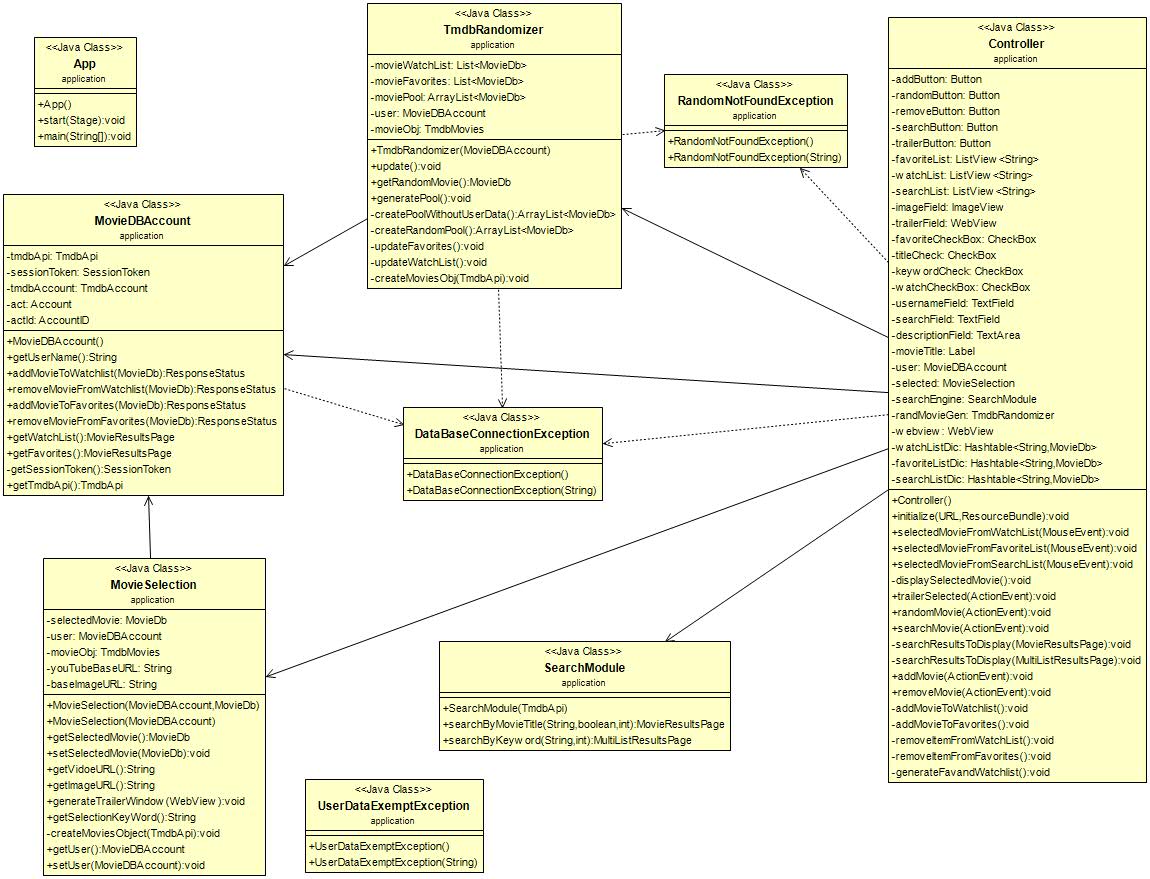 <<Java Class>>
App
application
+App()
+start(Stage):void
+main(String[]):void
<<Java Class>>
TmdbRandomizer
application
-movieWatchList: List<MovieDb>
-movieFavorites: List<MovieDb>
-moviePool: ArrayList<MovieDb>
-user: MovieDBAccount
-movieObj: TmdbMovies
+TmdbRandomizer(MovieDBAccount)
+update():void
+getRandomMovie():MovieDb
+generatePool():void
-createPoolWithoutUserData():ArrayList<MovieDb>
-createRandomPool():ArrayList<MovieDb>
-updateFavorites():void
-updateWatchList():void
-createMoviesObj(TmdbApi):void
<<Java Class>>
RandomNotFoundException
application
+RandomNotFoundException()
+RandomNotFoundException(String)
<<Java Class>>
Controller
application
-addButton: Button
-randomButton: Button
-removeButton: Button
-searchButton: Button
-trailerButton: Button
-favoriteList: ListView <String>
-watchList: ListView <String>
-searchList: ListView <String>
-imageField: ImageView
-trailerField: WebView
-favoriteCheckBox: CheckBox
-titleCheck: CheckBox
-keywordCheck: CheckBox
-watchCheckBox: CheckBox
-usernameField: TextField
-searchField: TextField
-descriptionField: TextArea
-movieTitle: Label
-user: MovieDBAccount
-selected: MovieSelection
-searchEngine: SearchModule
-randMovieGen: TmdbRandomizer
-webview: WebView
-watchListDic: Hashtable<String,MovieDb>
-favoriteListDic: Hashtable<String,MovieDb>
-searchListDic: Hashtable<String,MovieDb>
+Controller()
+initialize(URL,ResourceBundle):void
+selectedMovieFromWatchList(MouseEvent):void
+selectedMovieFromFavoriteList(MouseEvent):void
+selectedMovieFromSearchList(MouseEvent):void
-displaySelectedMovie():void
+trailerSelected(ActionEvent):void
+randomMovie(ActionEvent):void
+searchMovie(ActionEvent):void
-searchResultsToDisplay(MovieResultsPage):void
-searchResultsToDisplay(MultiListResultsPage):void
+addMovie(ActionEvent):void
+removeMovie(ActionEvent):void
-addMovieToWatchlist():void
-addMovieToFavorites():void
-removeItemFromWatchList():void
-removeItemFromFavorites():void
-generateFavandWatchlist():void
<<Java Class>>
MovieDBAccount
application
-tmdbApi: TmdbApi
-sessionToken: SessionToken
-tmdbAccount: TmdbAccount
-act: Account
-actId: AccountID
+MovieDBAccount()
+getUserName():String
+addMovieToWatchlist(MovieDb):ResponseStatus
+removeMovieFromWatchlist(MovieDb):ResponseStatus
+addMovieToFavorites(MovieDb):ResponseStatus
+removeMovieFromFavorites(MovieDb):ResponseStatus
+getWatchList():MovieResultsPage
+getFavorites():MovieResultsPage
-getSessionToken():SessionToken
+getTmdbApi():TmdbApi
<<Java Class>>
DataBaseConnectionException
application
+DataBaseConnectionException()
+DataBaseConnectionException(String)
<<Java Class>>
MovieSelection
application
-selectedMovie: MovieDb
-user: MovieDBAccount
-movieObj: TmdbMovies
-youTubeBaseURL: String
-baseImageURL: String
+MovieSelection(MovieDBAccount,MovieDb)
+MovieSelection(MovieDBAccount)
+getSelectedMovie():MovieDb
+setSelectedMovie(MovieDb):void
+getVidoeURL():String
+getImageURL():String
+generateTrailerWindow(WebView ):void
+getSelectionKeyWord():String
-createMoviesObject(TmdbApi):void
+getUser():MovieDBAccount
+setUser(MovieDBAccount):void
<<Java Class>>
SearchModule
application
+SearchModule(TmdbApi)
+searchByMovieTitle(String,boolean,int):MovieResultsPage
+searchByKeyword(String,int):MultiListResultsPage
<<Java Class>>
UserDataExemptException
application
+UserDataExemptException()
+UserDataExemptException(String)